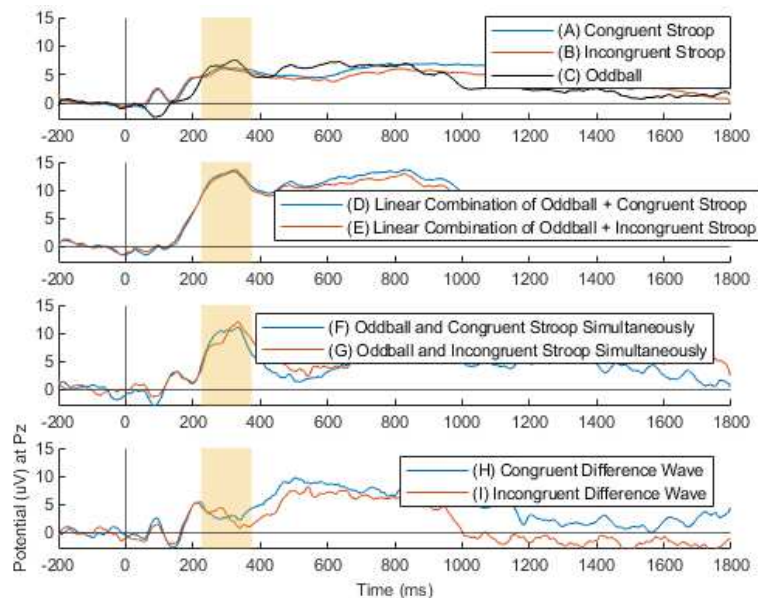 15
10
5
0
(A) Congruent Stroop
(B) Incongruent Stroop
(C) Oddball
-200 0 200 400 600 800 1000 1200 1400 1600 1800
15
10
5
0
(D) Linear Combination of Oddball + Congruent Stroop
(E) Linear Combination of Oddball + Incongruent Stroop
-200 0 200 400 600 800 1000 1200 1400 1600 1800
15
10
5
0
(F) Oddball and Congruent Stroop Simultaneously
(G) Oddball and Incongruent Stroop Simultaneously
-200 0 200 400 600 800 1000 1200 1400 1600 1800
Potential (uV) at Pz
15
10
5
0
(H) Congruent Difference Wave
(I) Incongruent Difference Wave
-200 0 200 400 600 800 1000 1200 1400 1600 1800
Time (ms)